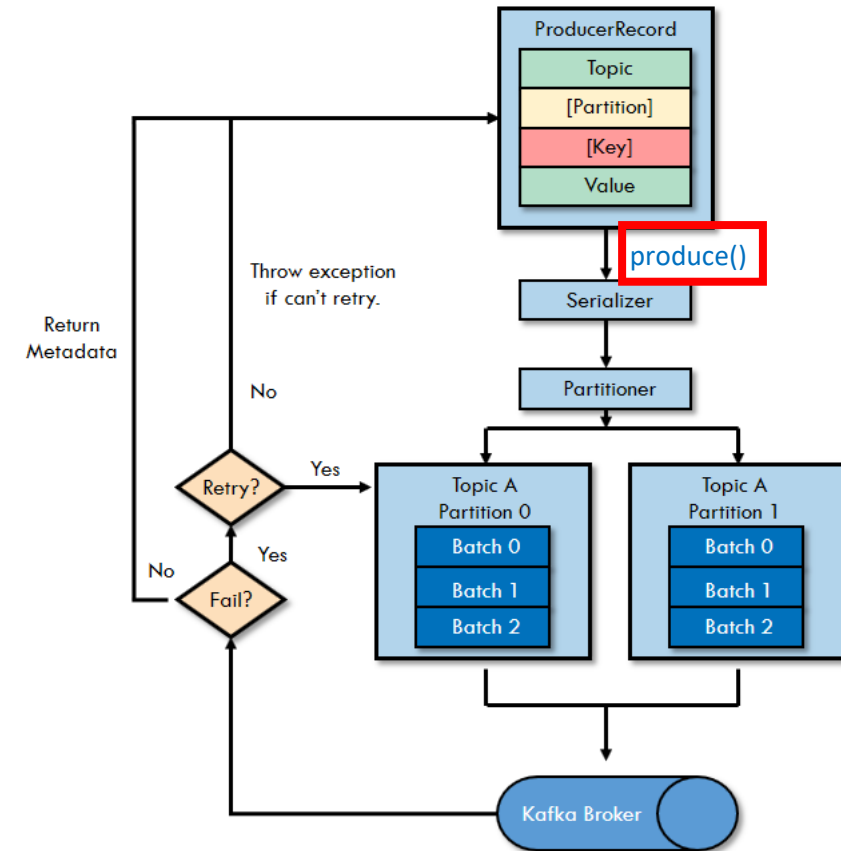 ProducerRecord
Topic
[Partition]
[Key]
Value
produce()
Serializer
Partitioner
Throw exception
if can't retry.
Return
Metadata
No
Retry?
Yes
Topic A
Partition 0
Batch 0
Batch 1
Batch 2
Topic A
Partition 1
Batch 0
Batch 1
Batch 2
Yes
No
Fail?
Kafka Broker